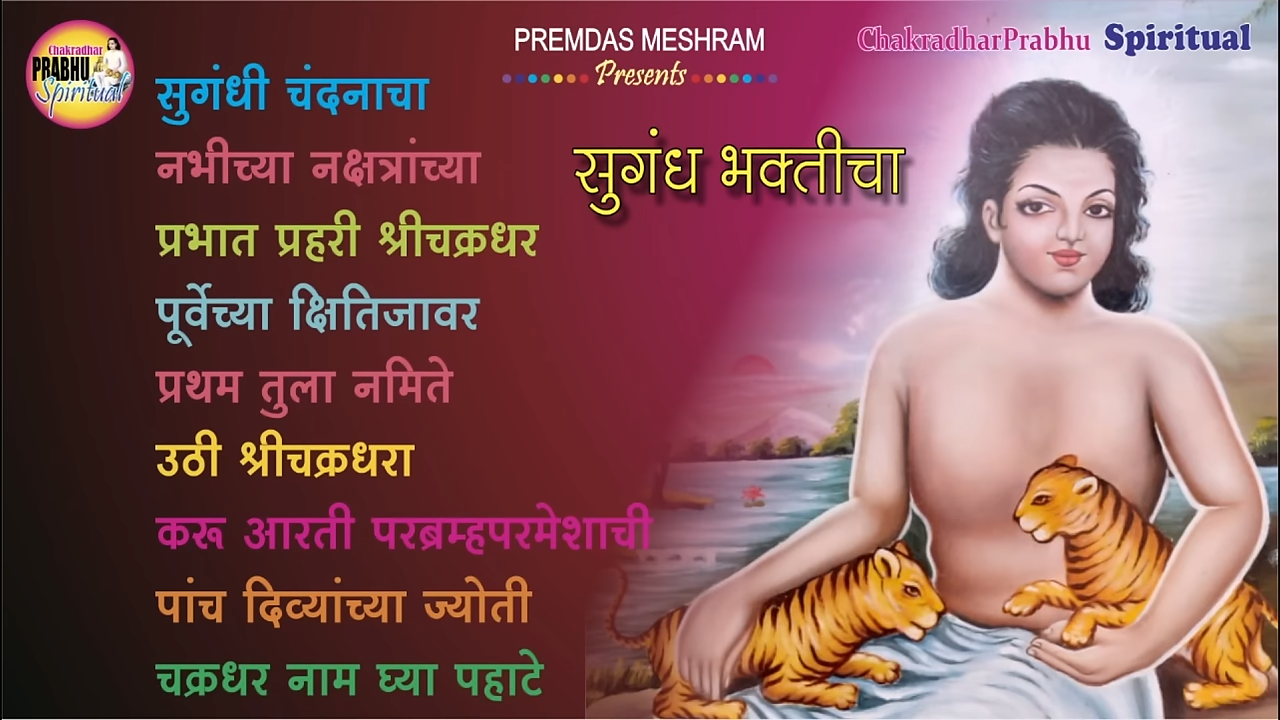 Chakradhar
PRABHU
Spiritual
PREMDAS MESHRAM
Presents
ChakradharPrabhu Spiritual
सुगंध भक्तीचा
सुगंधी चंदनाचा
नभीच्या नक्षत्रांच्या
प्रभात प्रहरी श्रीचक्रधर
पूर्वेच्या क्षितिजावर
प्रथम तुला नमिते
उठी श्रीचक्रधरा
करू आरती परब्रम्हपरमेशाची
पांच दिव्यांच्या ज्योती
चक्रधर नाम घ्या पहाटे